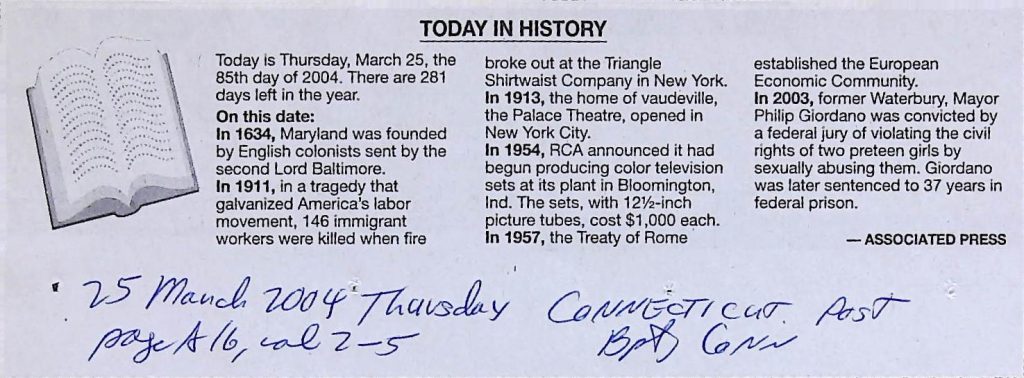 TODAY IN HISTORY
Today is Thursday, March 25, the
85th day of 2004. There are 281
days left in the year.
On this date:
In 1634, Maryland was founded
by English colonists sent by the
second Lord Baltimore.
In 1911, in a tragedy that
galvanized America's labor
movement, 146 immigrant
workers were killed when fire
broke out at the Triangle
Shirtwaist Company in New York.
In 1913, the home of vaudeville,
the Palace Theatre, opened in
New York City.
In 1954, RCA announced it had
begun producing color television
sets at its plant in Bloomington,
Ind. The sets, with 12½-inch
picture tubes, cost $1,000 each.
In 1957, the Treaty of Rome
established the European
Economic Community.
In 2003, former Waterbury, Mayor
Philip Giordano was convicted by
a federal jury of violating the civil
rights of two preteen girls by
sexually abusing them. Giordano
was later sentenced to 37 years in
federal prison.
— ASSOCIATED PRESS
25 March 2004 Thursday CONNECTICUT Post
page A16, col 2-5 Bpt, CONN